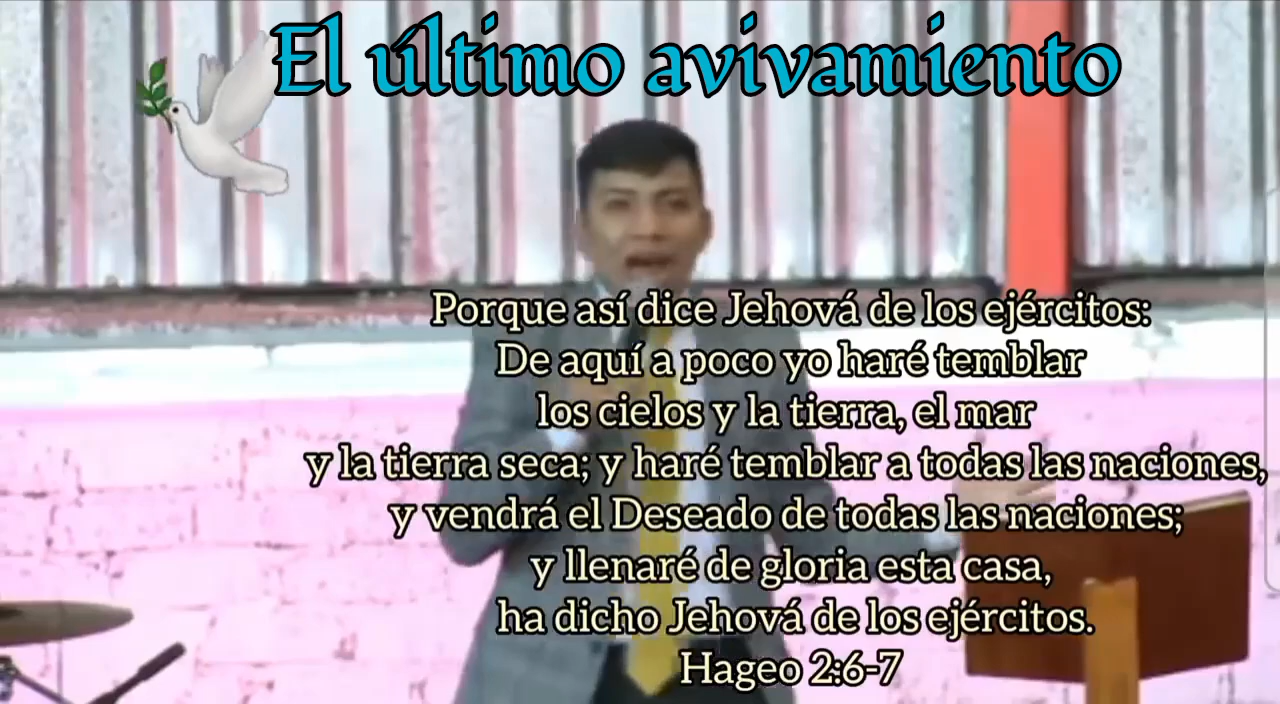 El último avivamiento
Porque así dice Jehová de los ejércitos:
De aquí a poco yo haré temblar
los cielos y la tierra, el mar
y la tierra seca; y haré temblar a todas las naciones,
y vendrá el Deseado de todas las naciones;
y llenaré de gloria esta casa,
ha dicho Jehová de los ejércitos.
Hageo 2:6-7